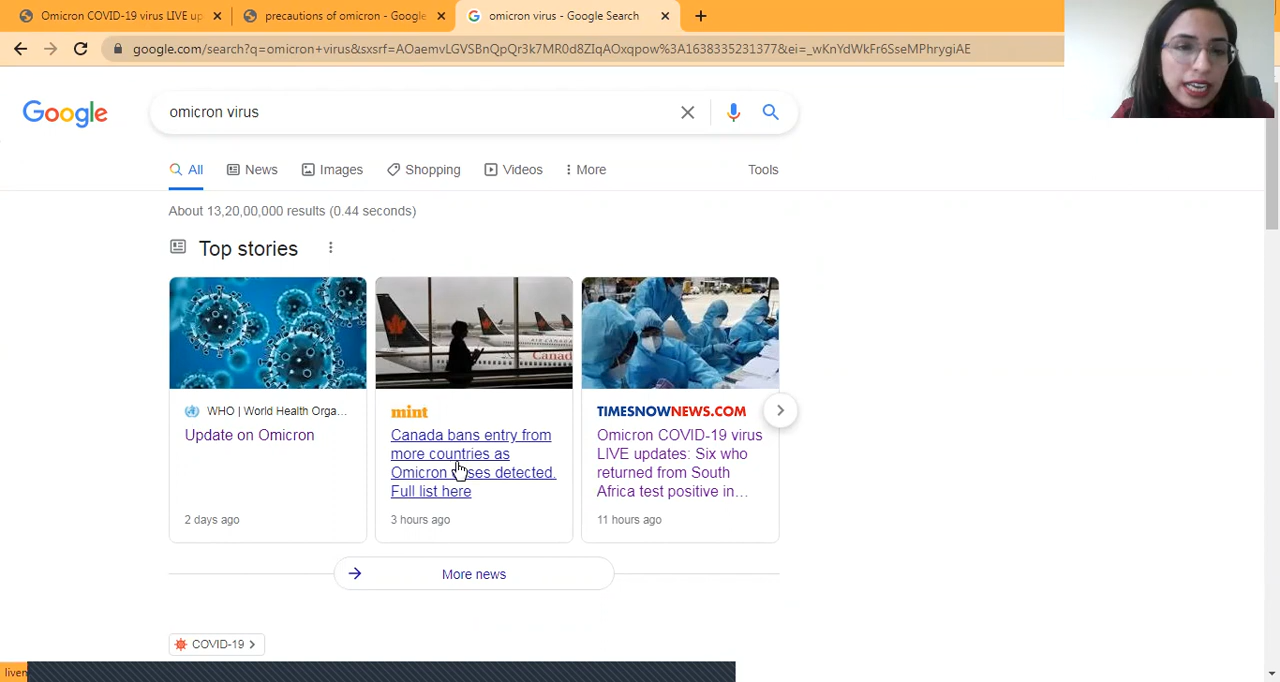 Omicron COVID-19 virus LIVE up
precautions of omicron - Google
omicron virus - Google Search
google.com/search?q=omicron+virus&sxsrf=AOaemvLGVSBnQpQr3k7MR0d8ZIqAOxqpow%3A1638335231377&ei=_wKnYdWkFr6SseMPhrygiAE
Google
omicron virus
All
News
Images
Shopping
Videos
More
Tools
About 13,20,00,000 results (0.44 seconds)
Top stories
Canada
WHO | World Health Orga...
Update on Omicron
2 days ago
mint
Canada bans entry from
more countries as
Omicron detected.
Full list here
3 hours ago
TIMESNOWNEWS.COM
Omicron COVID-19 virus
LIVE updates: Six who
returned from South
Africa test positive in...
11 hours ago
More news
COVID-19
liven